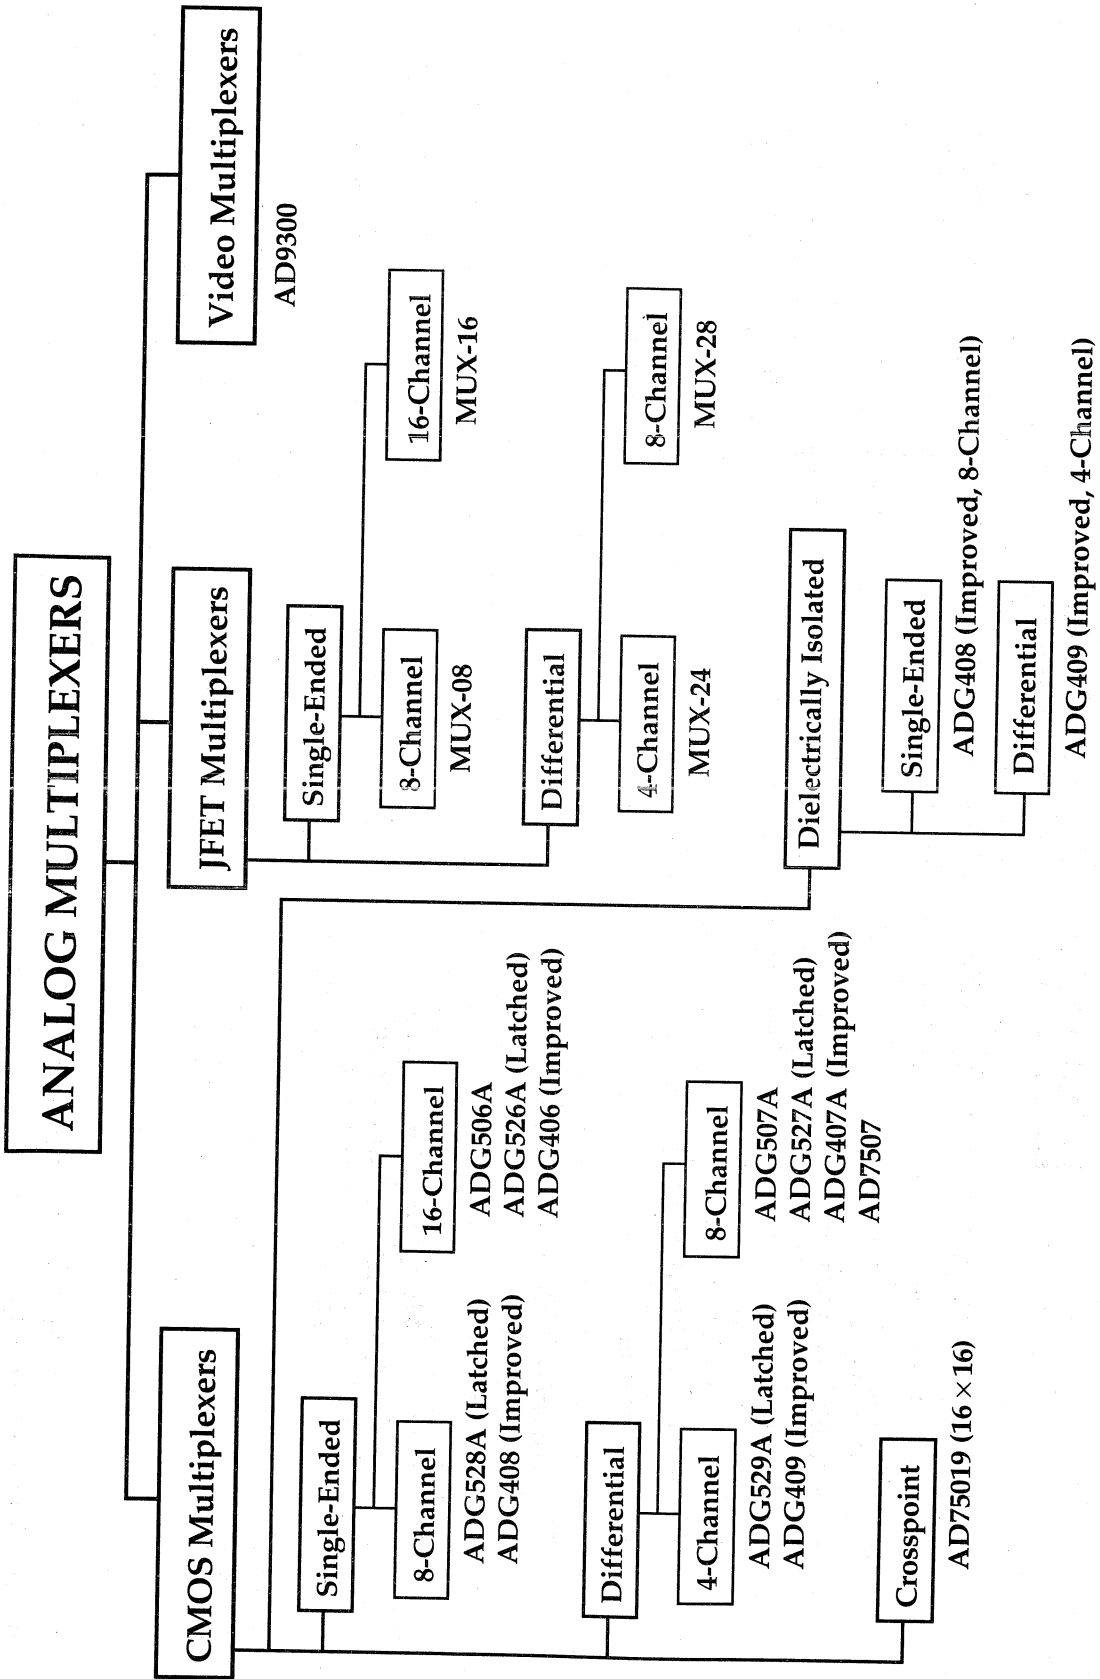 ANALOG MULTIPLEXERS
CMOS Multiplexers
JFET Multiplexers
Video Multiplexers
AD9300
Single-Ended
8-Channel
ADG528A (Latched)
ADG408 (Improved)
16-Channel
ADG506A
ADG526A (Latched)
ADG406 (Improved)
Differential
4-Channel
ADG529A (Latched)
ADG409 (Improved)
8-Channel
ADG507A
ADG527A (Latched)
ADG407A (Improved)
AD7507
Crosspoint
AD75019 (16 × 16)
Single-Ended
8-Channel
MUX-08
16-Channel
MUX-16
Differential
4-Channel
MUX-24
8-Channel
MUX-28
Dielectrically Isolated
Single-Ended
ADG408 (Improved, 8-Channel)
Differential
ADG409 (Improved, 4-Channel)